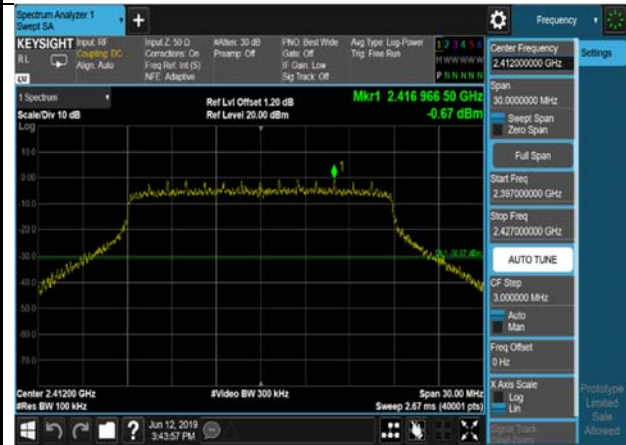 Spectrum Analyzer 1
Swept SA
Frequency
KEYSIGHT
RL
Input: RF
Coupling: DC
Align: Auto
Input Z: 50 Ω
Corrections: On
Freq Ref: Int (S)
NFE: Adaptive
#Atten: 30 dB
Preamp: Off
PNO: Best Wide
Gate: Off
IF Gain: Low
Sig Track: Off
Avg Type: Log-Power
Trig: Free Run
1 2 3 4 5 6
P N N N N N
Center Frequency
2.412000000 GHz
Settings
Span
30.0000000 MHz
Swept Span
Zero Span
Full Span
Start Freq
2.397000000 GHz
Stop Freq
2.427000000 GHz
AUTO TUNE
CF Step
3.000000 MHz
Auto
Man
Freq Offset
0 Hz
X Axis Scale
Log
Lin
Signal Track
Prototype
Limited
Sale
Allowed
1 Spectrum
Scale/Div 10 dB
Log
Ref Lvl Offset 1.20 dB
Ref Level 20.00 dBm
Mkr1 2.416 966 50 GHz
-0.67 dBm
10.0
0.00
-10.0
-20.0
-30.0
-40.0
-50.0
-60.0
-70.0
1
DL1 -30.67 dBm
Center 2.41200 GHz
#Res BW 100 kHz
#Video BW 300 kHz
Span 30.00 MHz
Sweep 2.67 ms (40001 pts)
Jun 12, 2019
3:43:57 PM